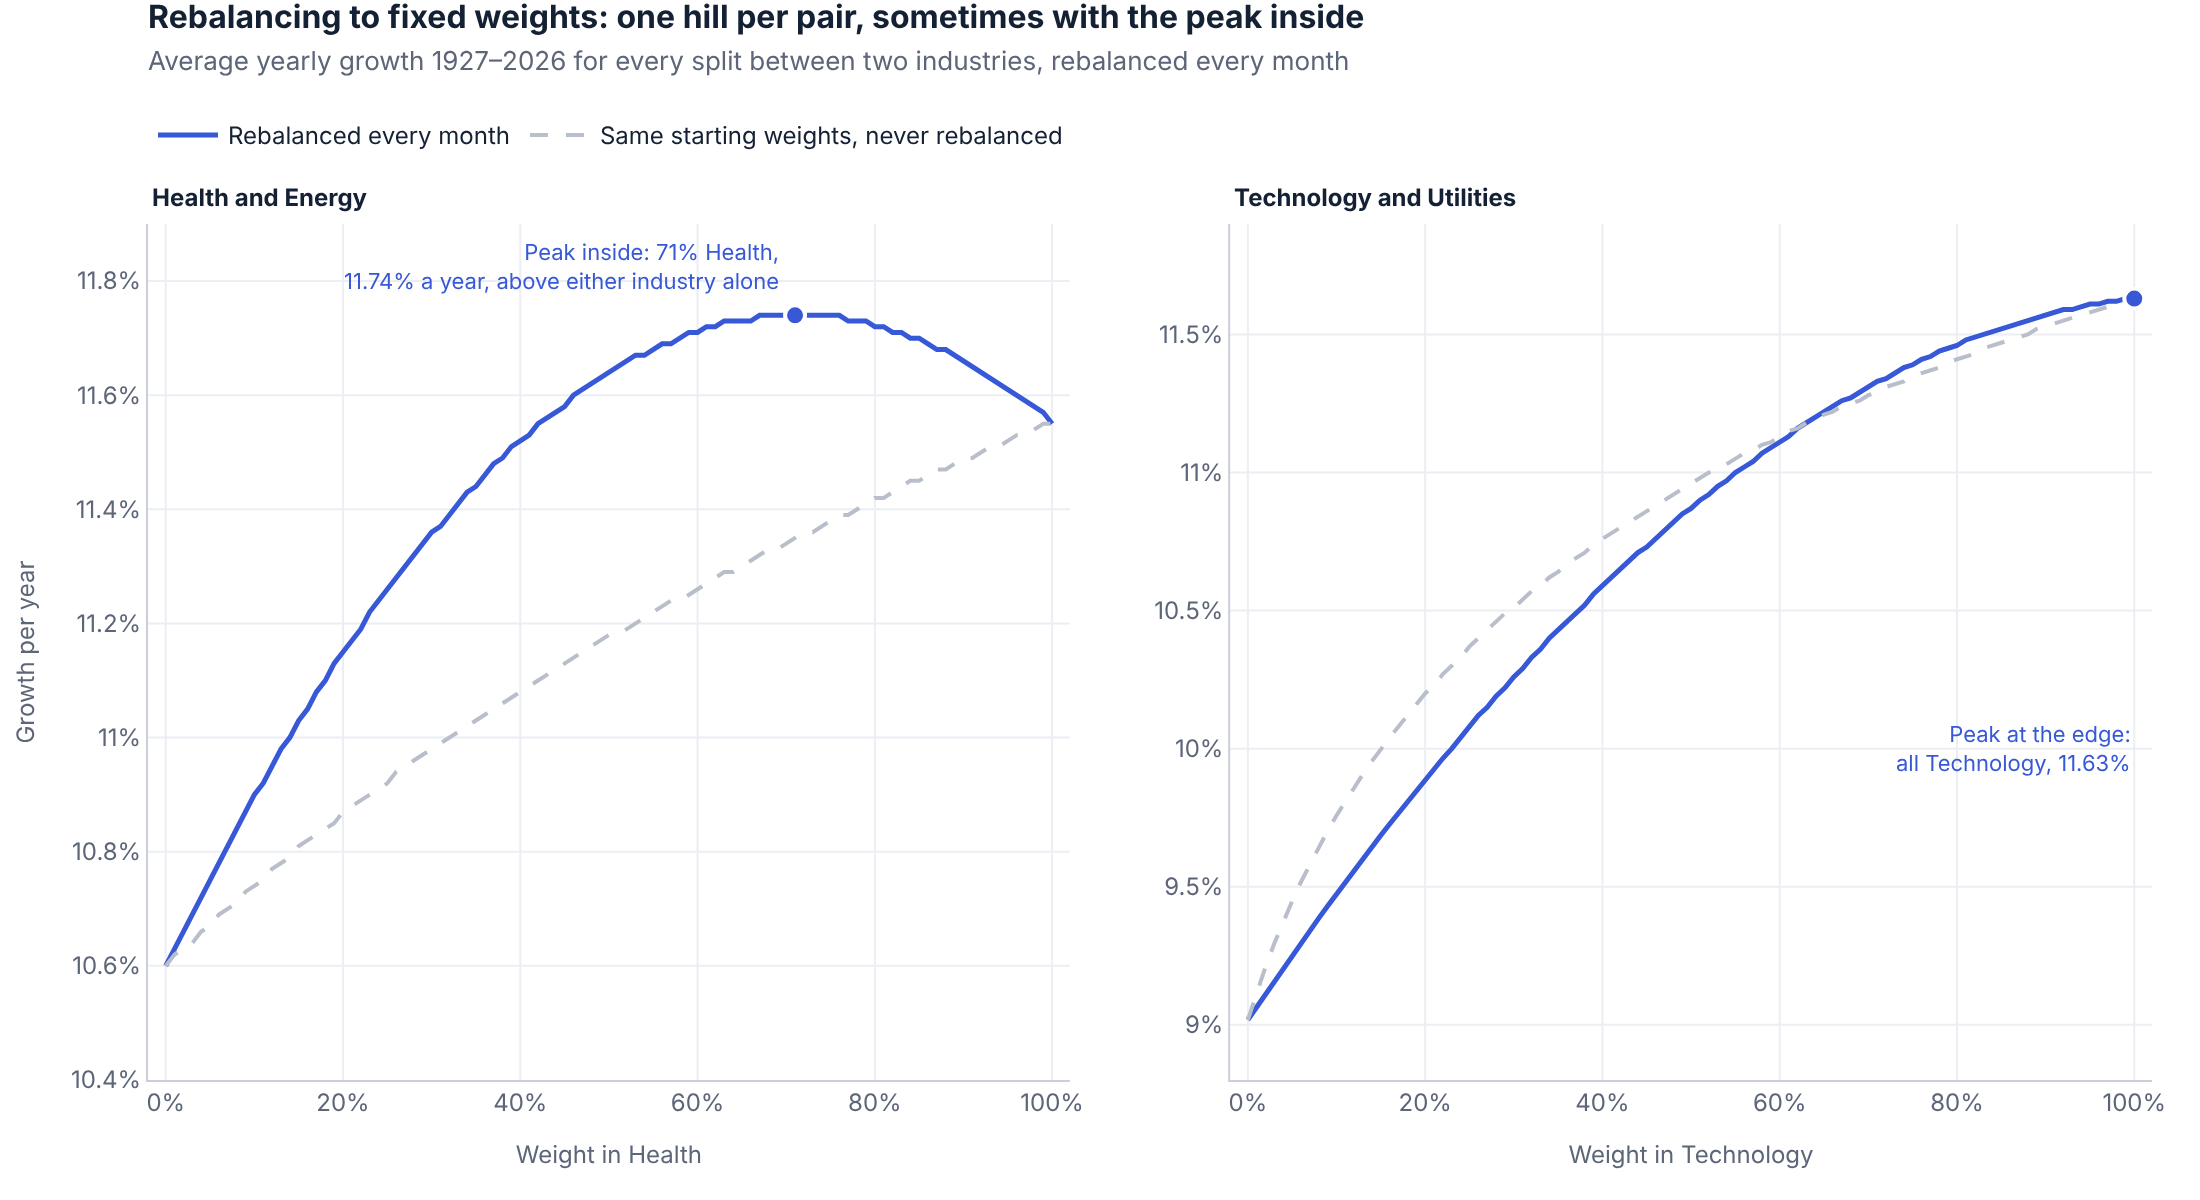 Rebalancing to fixed weights: one hill per pair, sometimes with the peak inside
Average yearly growth 1927–2026 for every split between two industries, rebalanced every month
Rebalanced every month
Same starting weights, never rebalanced
Health and Energy
Peak inside: 71% Health,
11.74% a year, above either industry alone
11.8%
11.6%
11.4%
11.2%
11%
10.8%
10.6%
10.4%
Growth per year
0%
20%
40%
60%
80%
100%
Weight in Health
Technology and Utilities
11.5%
11%
10.5%
10%
9.5%
9%
Peak at the edge:
all Technology, 11.63%
0%
20%
40%
60%
80%
100%
Weight in Technology